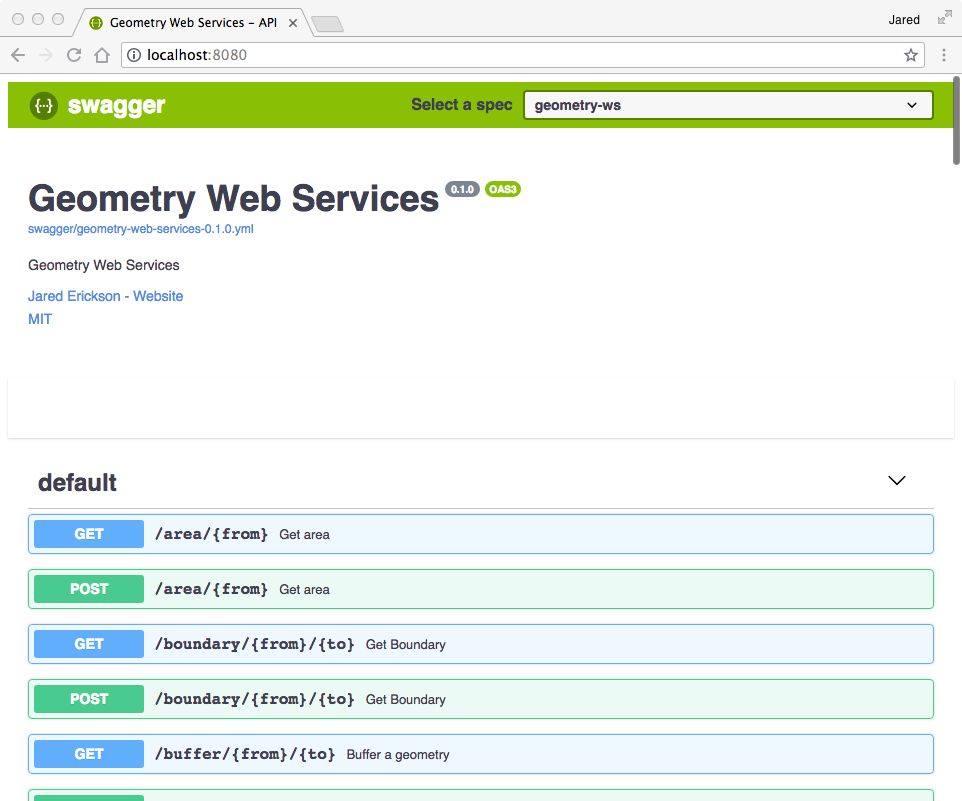 Geometry Web Services – API
Jared
localhost:8080
{···} swagger
Select a spec
geometry-ws
Geometry Web Services 0.1.0 OAS3
swagger/geometry-web-services-0.1.0.yml
Geometry Web Services
Jared Erickson - Website
MIT
default
GET /area/{from} Get area
POST /area/{from} Get area
GET /boundary/{from}/{to} Get Boundary
POST /boundary/{from}/{to} Get Boundary
GET /buffer/{from}/{to} Buffer a geometry